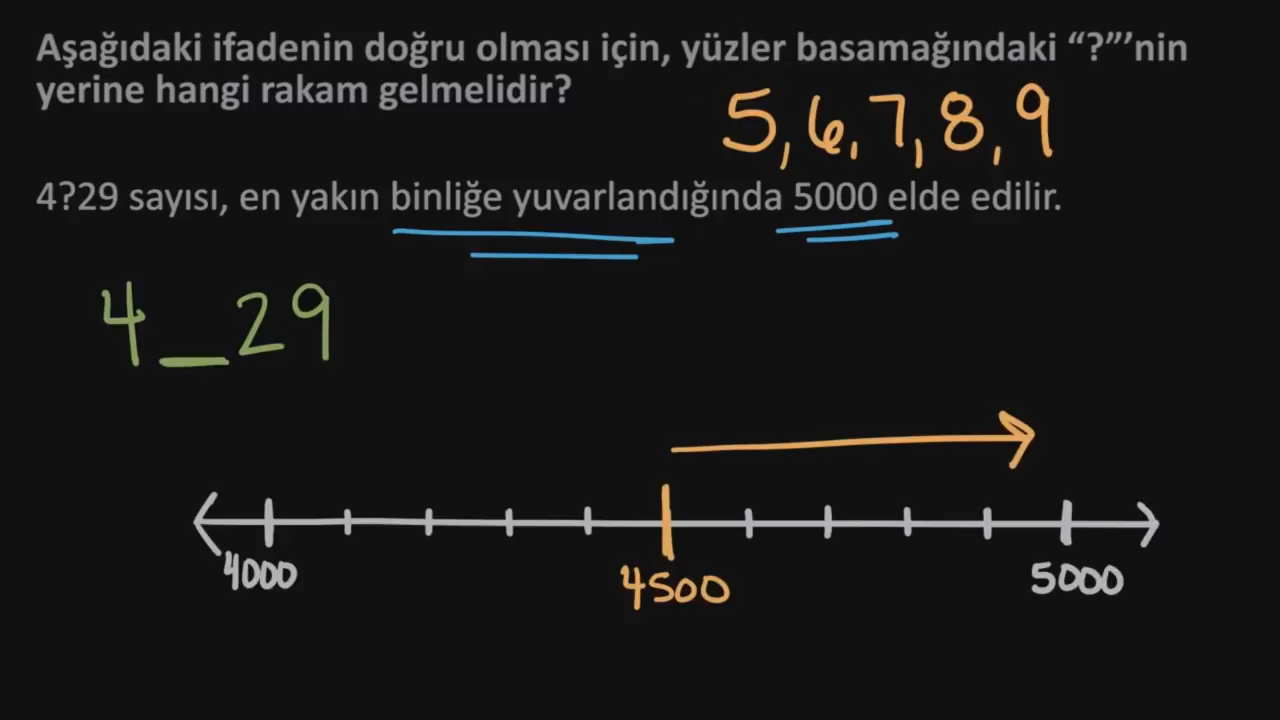 Aşağıdaki ifadenin doğru olması için, yüzler basamağındaki “?”’nin
yerine hangi rakam gelmelidir?
5, 6, 7, 8, 9
4?29 sayısı, en yakın binliğe yuvarlandığında 5000 elde edilir.
4_29
4000 4500 5000